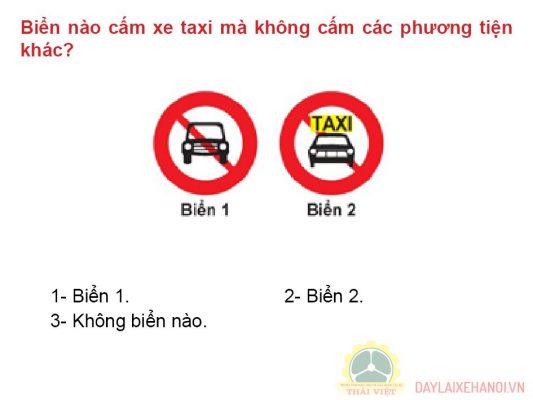 Biển nào cấm xe taxi mà không cấm các phương tiện
khác?
TAXI
Biển 1
Biển 2
1- Biển 1.
2- Biển 2.
3- Không biển nào.
THÁI VIỆT
DAYLAIXEHANOI.VN